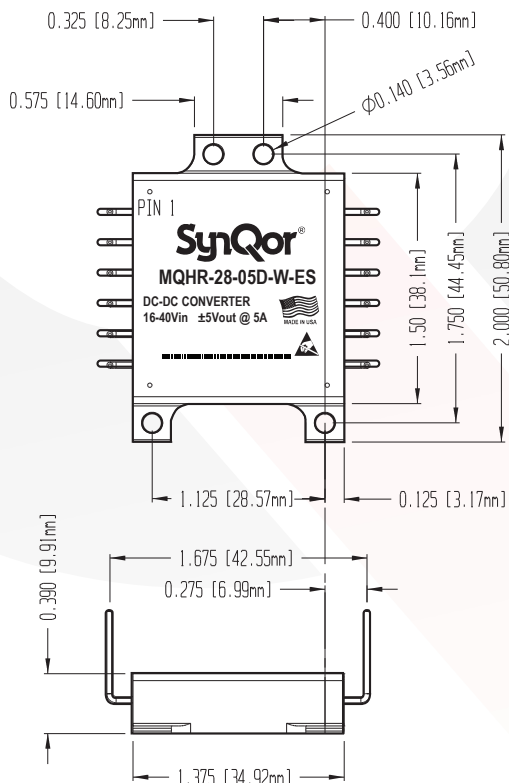 0.325 [8.25mm]
0.400 [10.16mm]
0.575 [14.60mm]
Ø0.140 [3.56mm]
PIN 1
SynQor®
MQHR-28-05D-W-ES
DC-DC CONVERTER
16-40Vin ±5Vout @ 5A
MADE IN USA
1.50 [38.1mm]
1.750 [44.45mm]
2.000 [50.80mm]
1.125 [28.57mm]
0.125 [3.17mm]
1.675 [42.55mm]
0.275 [6.99mm]
0.390 [9.91mm]
1.375 [34.92mm]